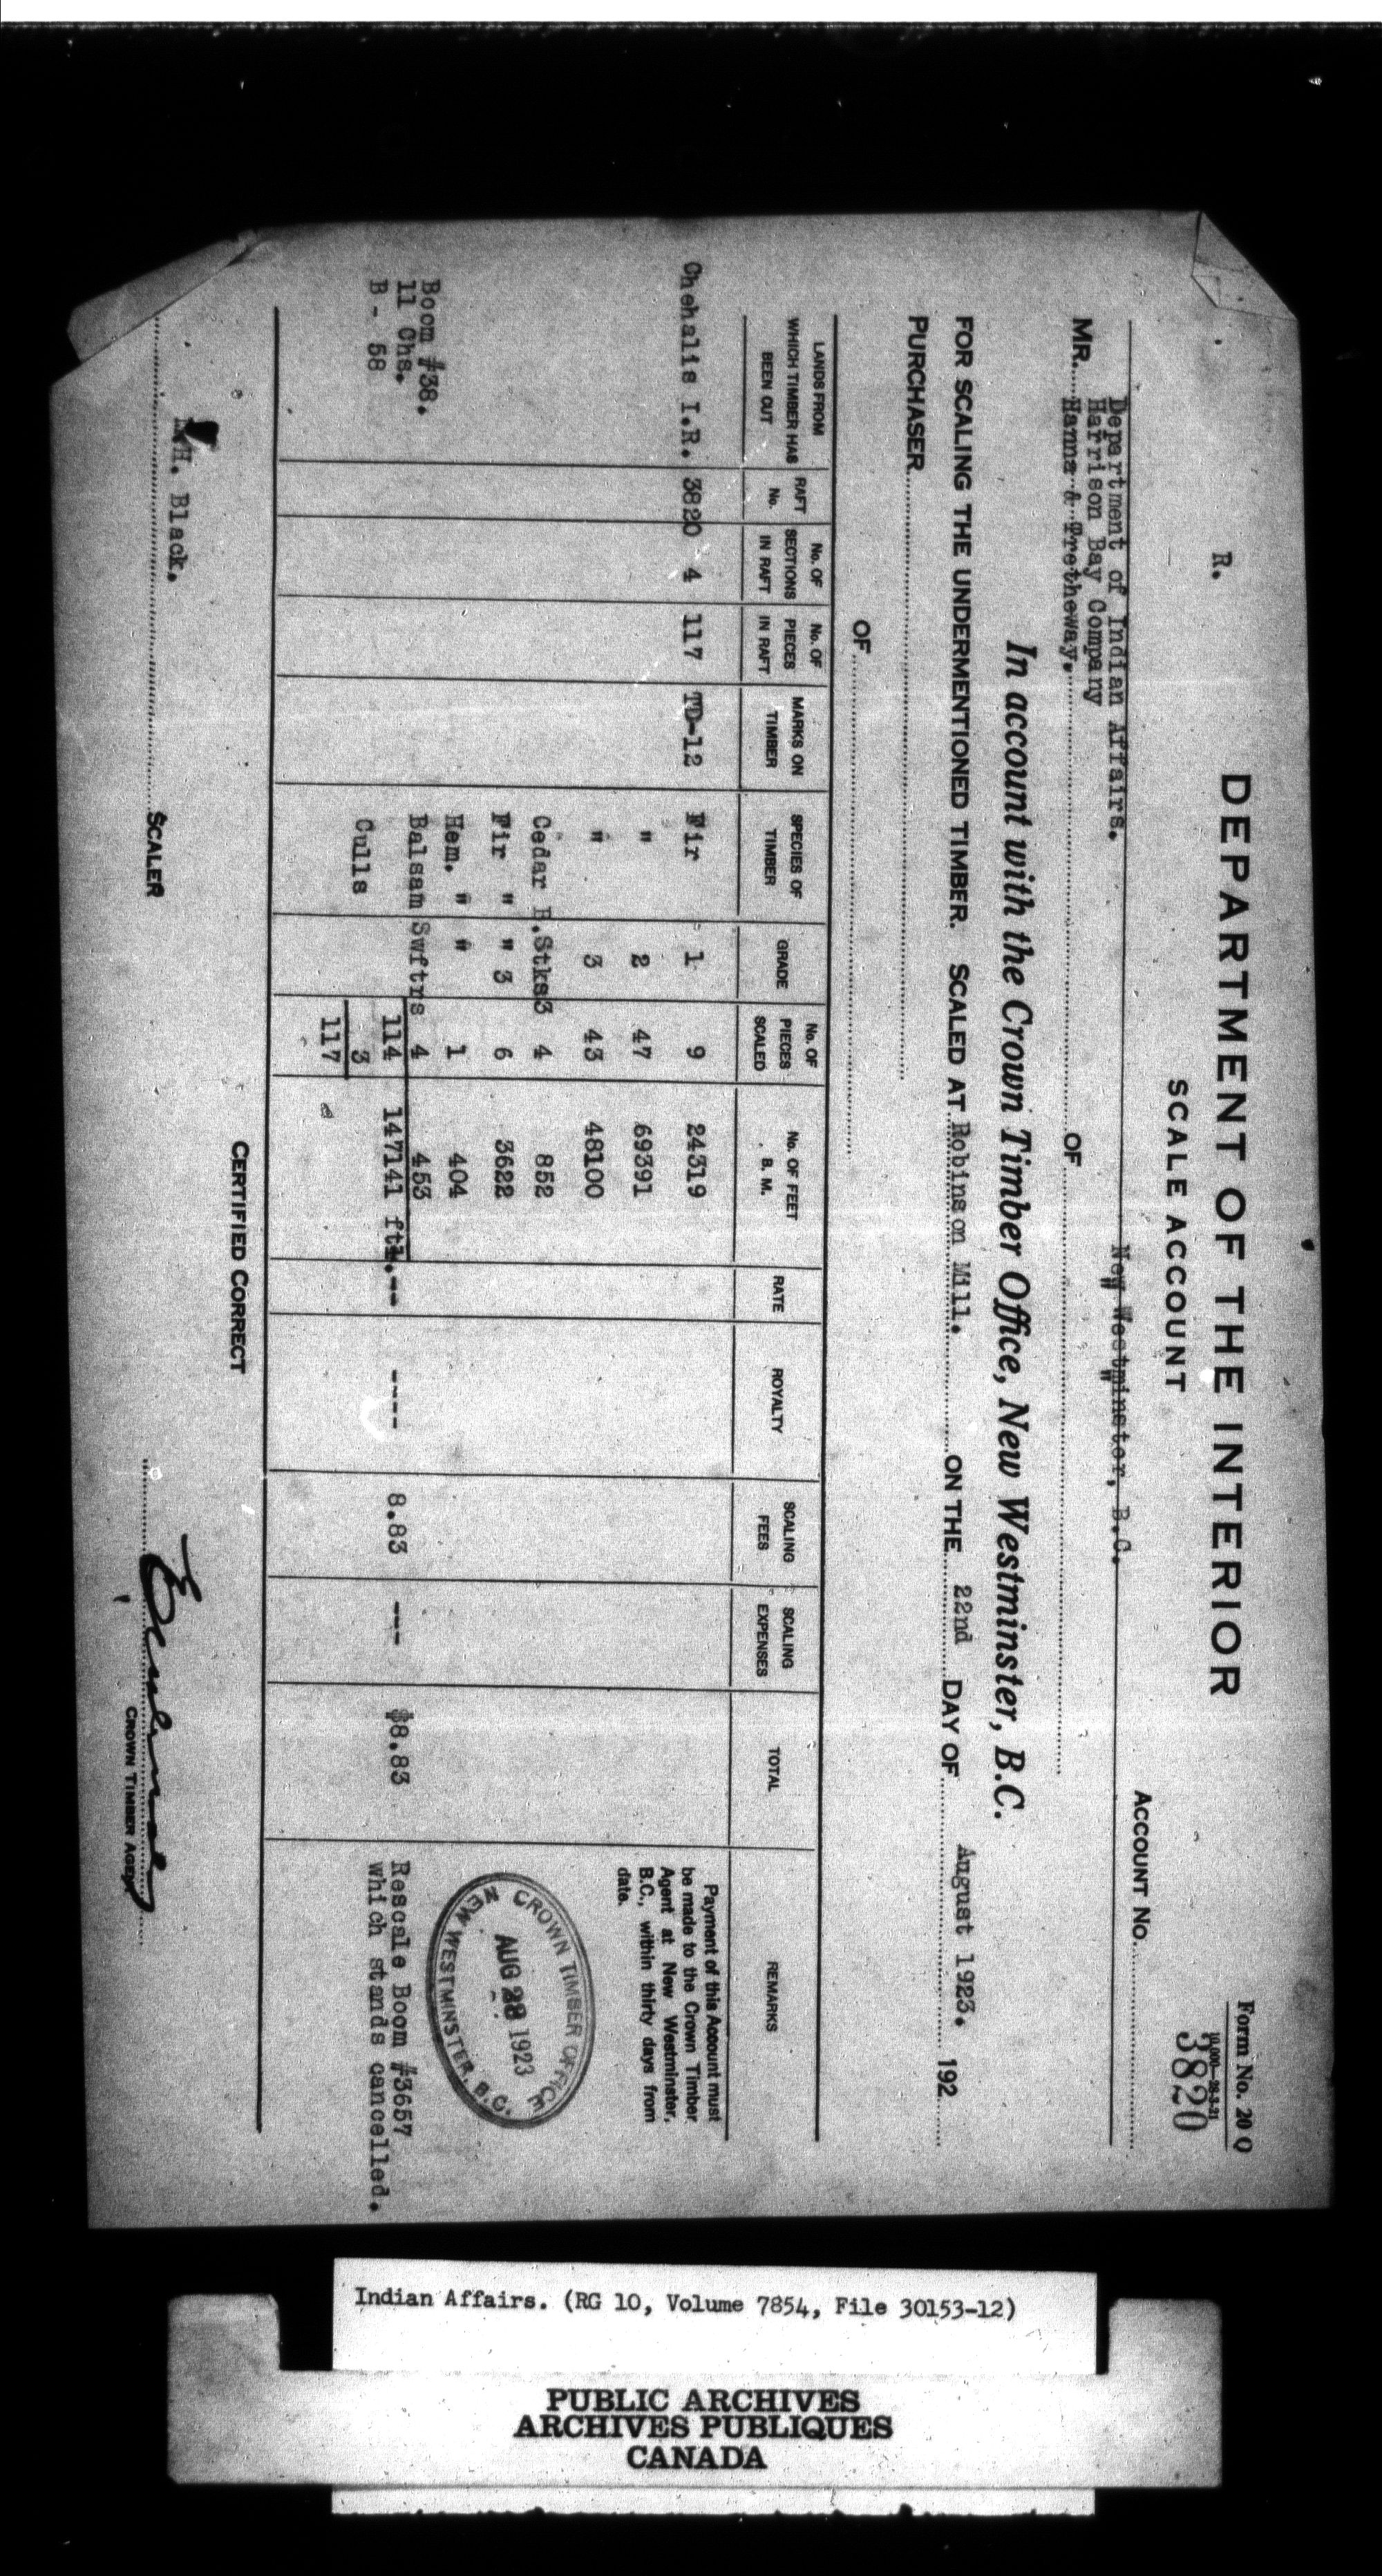 Form No. 20 Q
10,000—28-3-21
3820
R.
DEPARTMENT OF THE INTERIOR
SCALE ACCOUNT
ACCOUNT No.
Department of Indian Affairs. New Westminster, B.C.
Harrison Bay Company " "
MR. Hanna & Tretheway. OF
In account with the Crown Timber Office, New Westminster, B.C.
FOR SCALING THE UNDERMENTIONED TIMBER. SCALED AT Robinson Mill. ON THE 22nd DAY OF August 1923. 192
PURCHASER
OF
LANDS FROM WHICH TIMBER HAS BEEN CUT | RAFT No. | No. OF SECTIONS IN RAFT | No. OF PIECES IN RAFT | MARKS ON TIMBER | SPECIES OF TIMBER | GRADE | No. OF PIECES SCALED | No. OF FEET B. M. | RATE | ROYALTY | SCALING FEES | SCALING EXPENSES | TOTAL | REMARKS
Chehalis I.R. 3820 4 117 TD-12 Fir 1 9 24319
" 2 47 69391
" 3 43 48100
Cedar B.Stks3 4 852
Fir " " 3 6 3622
Hem. " " 1 404
Balsam Swftrs 4 453
114 147141 ft.-- ---- 8.83 --- $8.83
Culls 3
117
Boom #38.
11 Chs.
B - 58
Payment of this Account must
be made to the Crown Timber
Agent at New Westminster,
B.C., within thirty days from
date.
CROWN TIMBER OFFICE
AUG 28 1923
NEW WESTMINSTER, B.C.
Rescale Boom #3657
which stands cancelled.
CERTIFIED CORRECT
H. Black.
SCALER
CROWN TIMBER AGENT
Indian Affairs. (RG 10, Volume 7854, File 30153-12)
PUBLIC ARCHIVES
ARCHIVES PUBLIQUES
CANADA